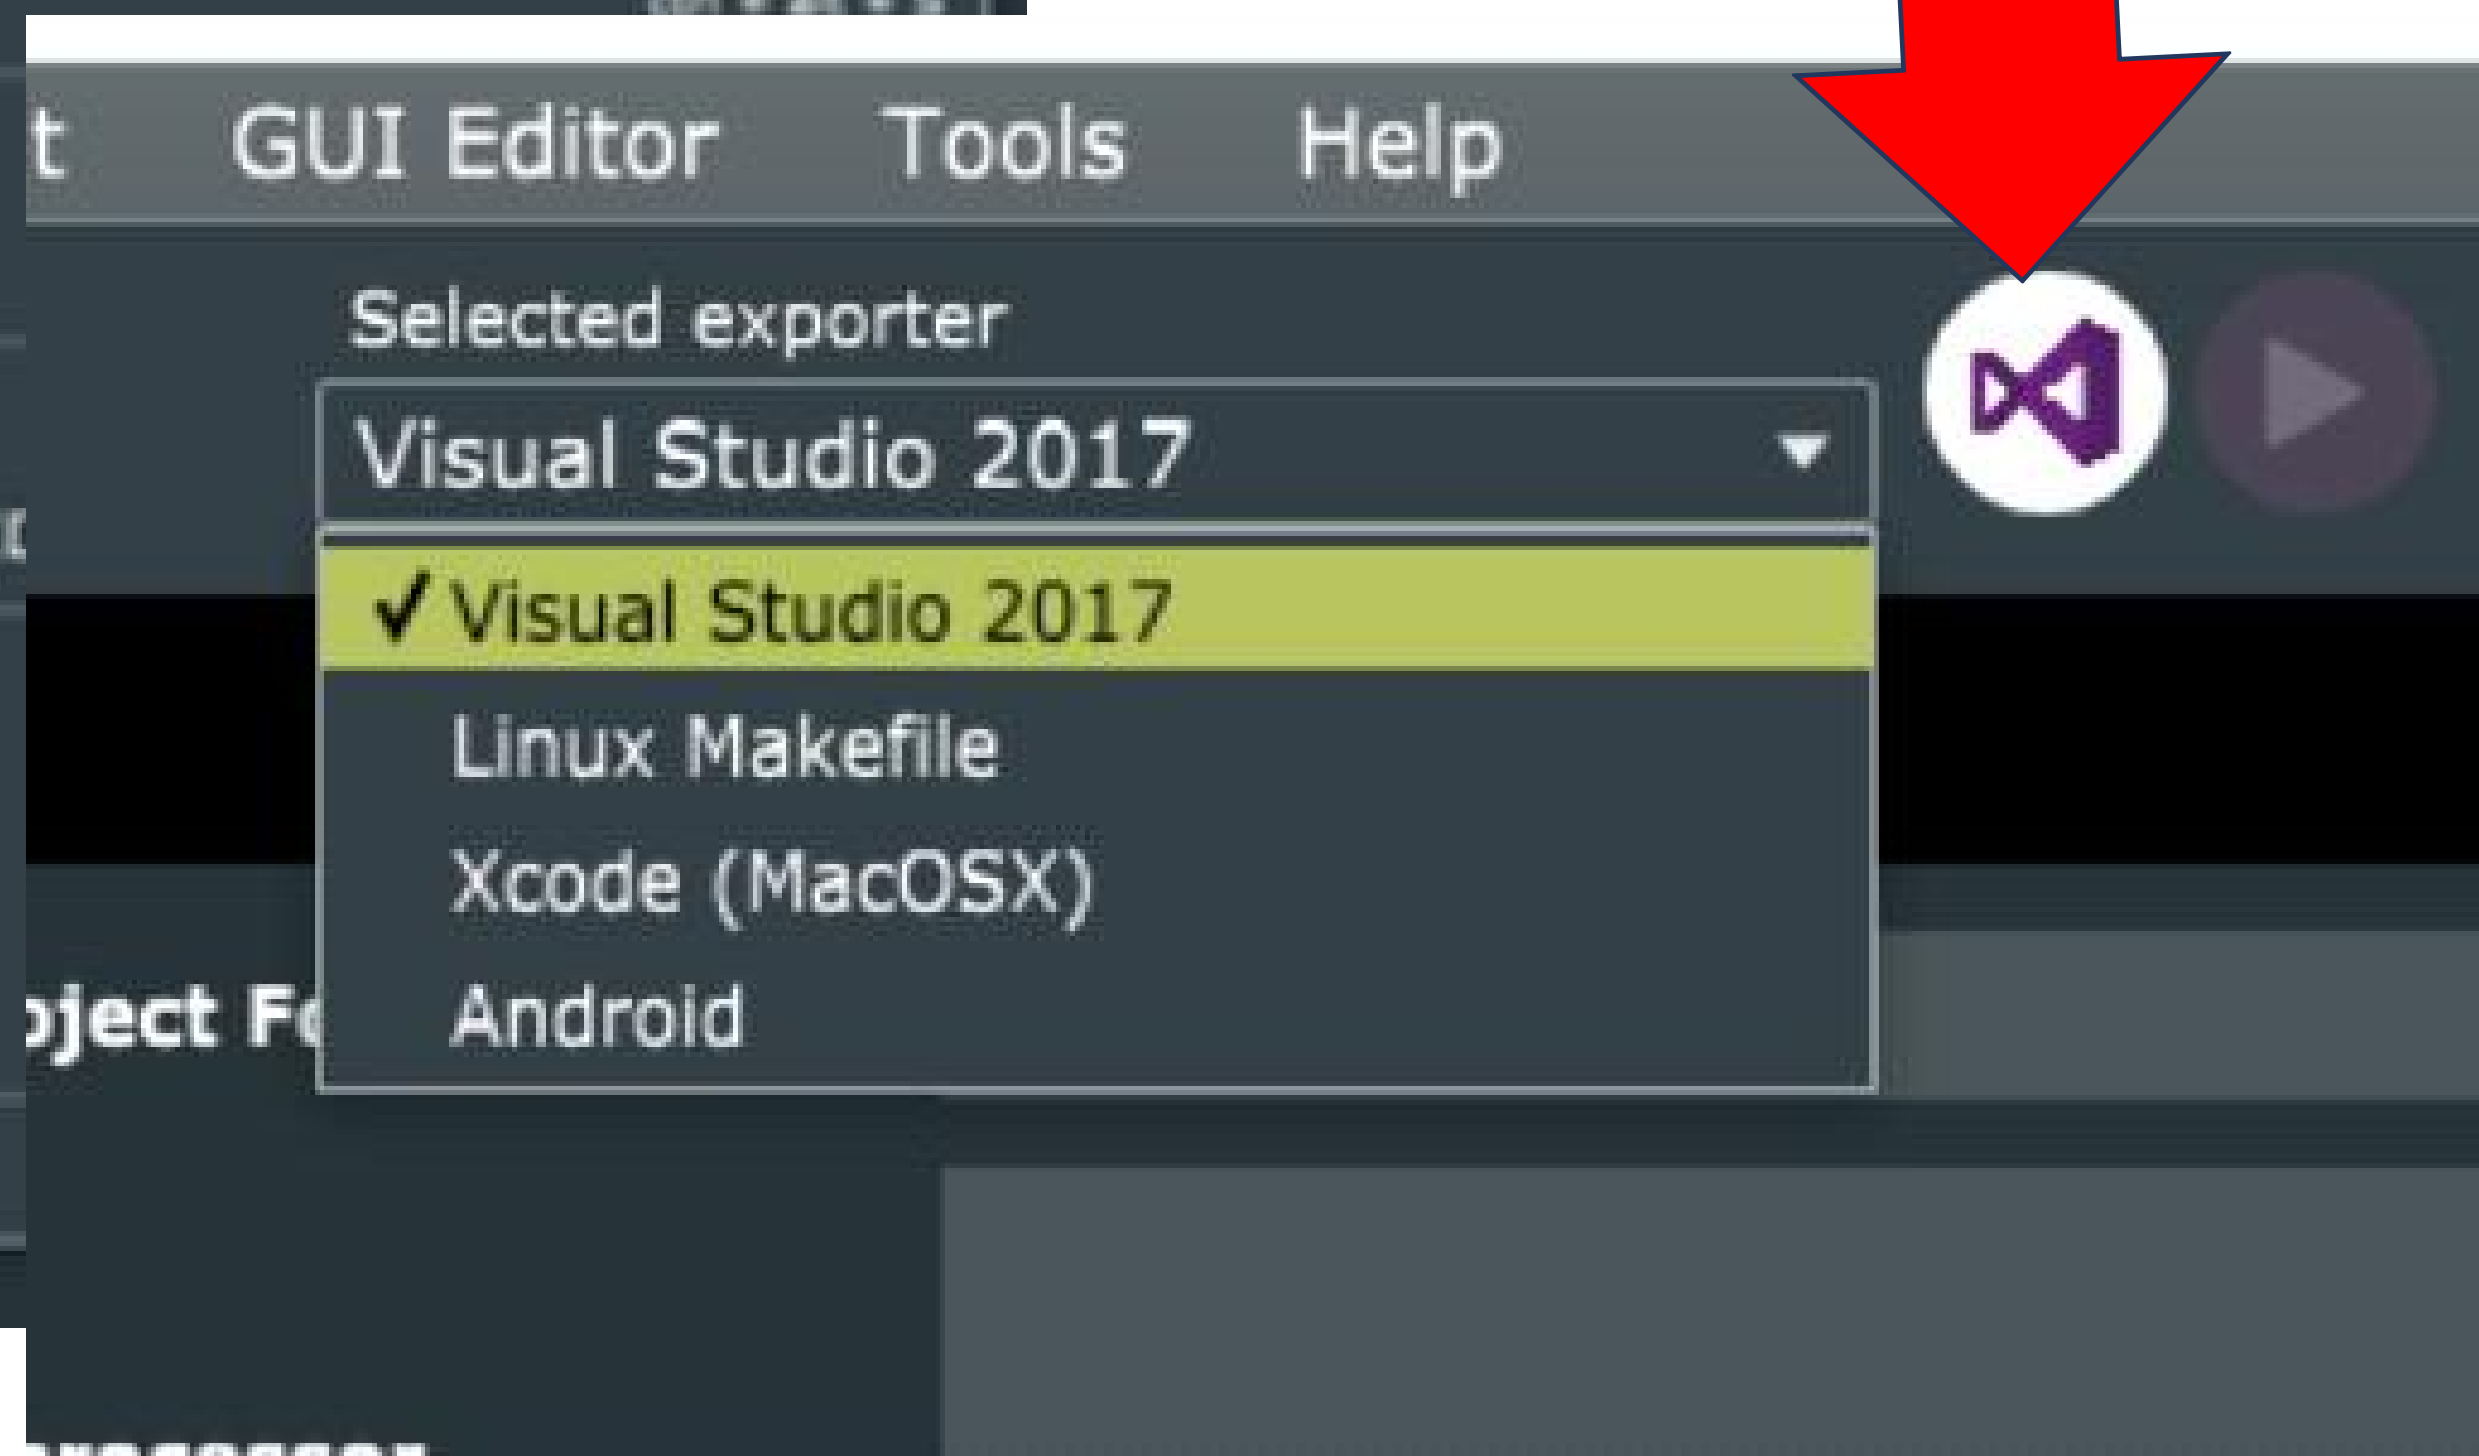 t GUI Editor Tools Help
Selected exporter
Visual Studio 2017
✓ Visual Studio 2017
Linux Makefile
Xcode (MacOSX)
Android